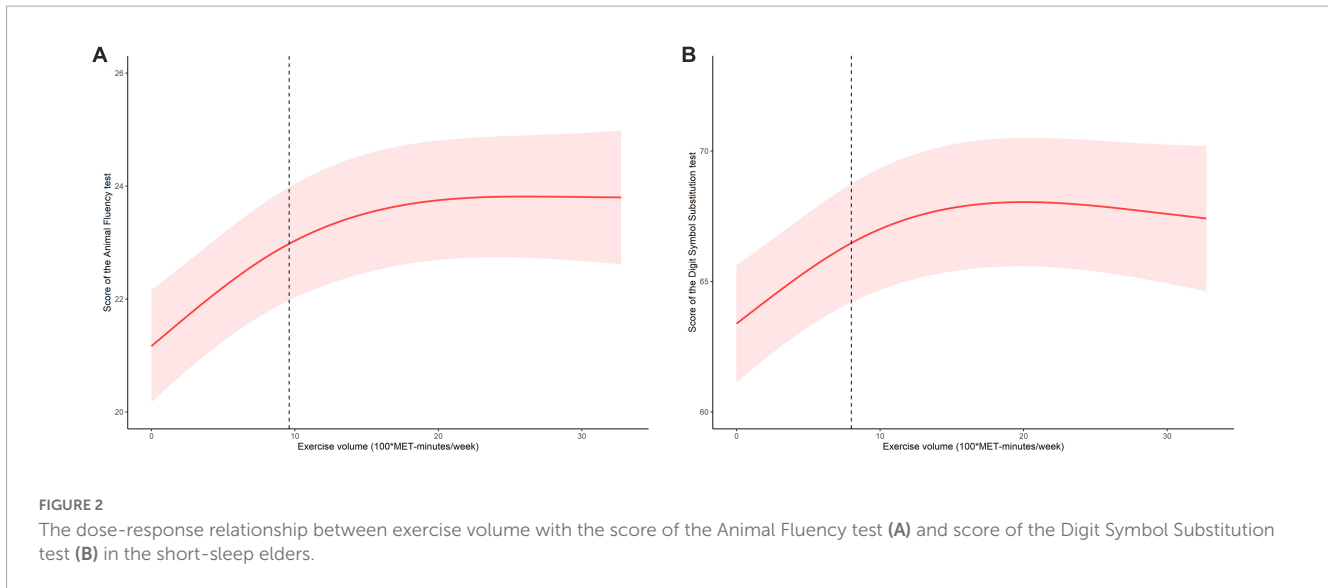 A
26
24
22
20
Score of the Animal Fluency test
0
10
20
30
Exercise volume (100*MET-minutes/week)
B
70
65
60
Score of the Digit Symbol Substitution test
0
10
20
30
Exercise volume (100*MET-minutes/week)
FIGURE 2
The dose-response relationship between exercise volume with the score of the Animal Fluency test (A) and score of the Digit Symbol Substitution
test (B) in the short-sleep elders.